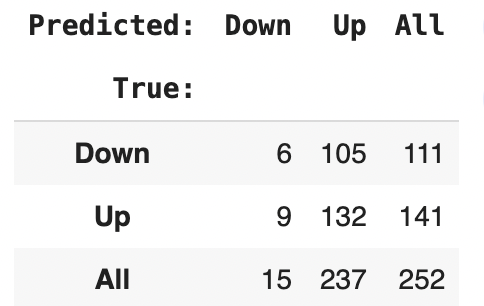 Predicted: Down Up All
True:
Down 6 105 111
Up 9 132 141
All 15 237 252